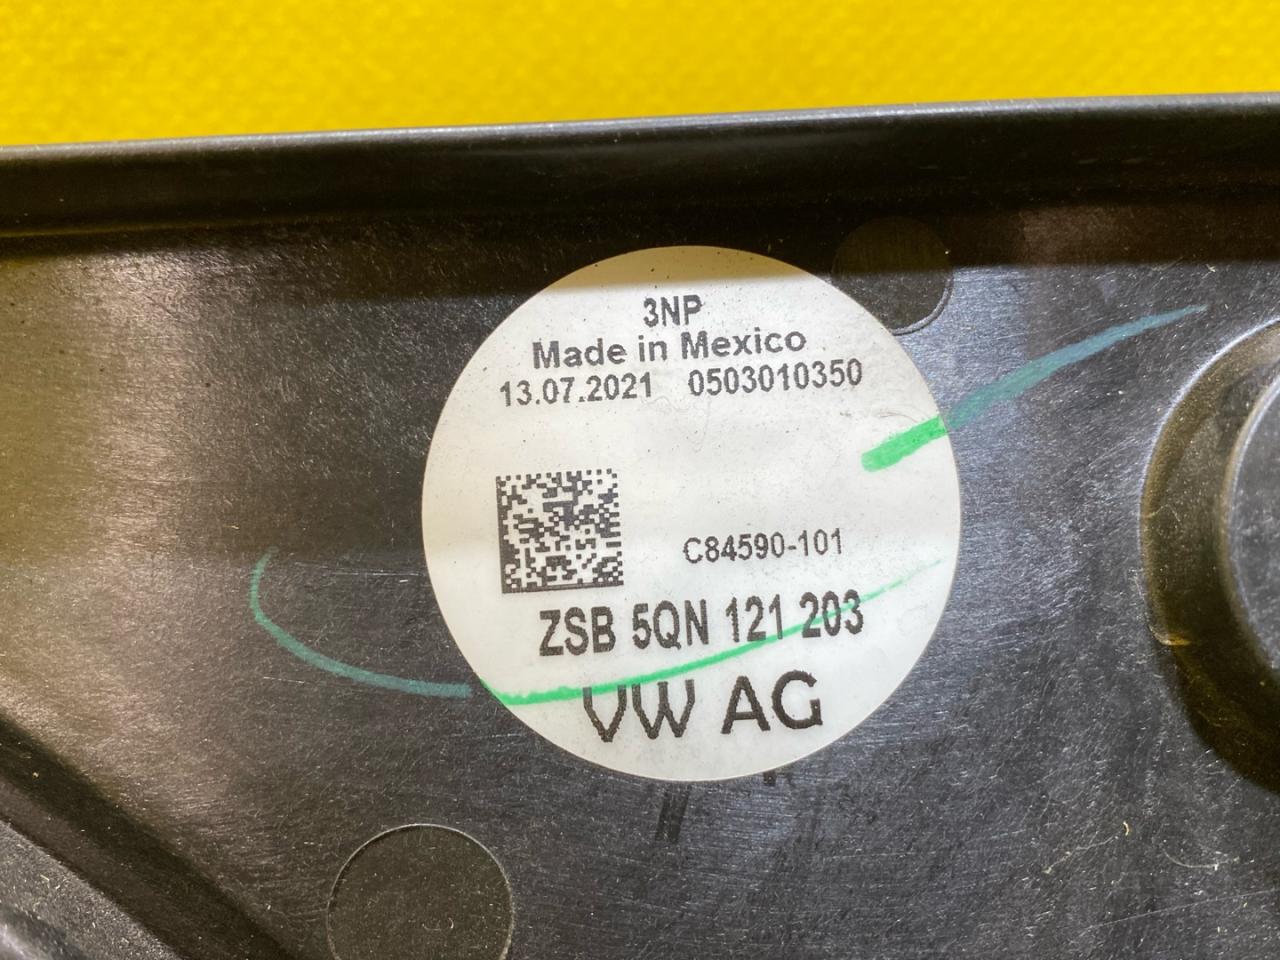 3NP
Made in Mexico
13.07.2021 0503010350
C84590-101
ZSB 5QN 121 203
VW AG